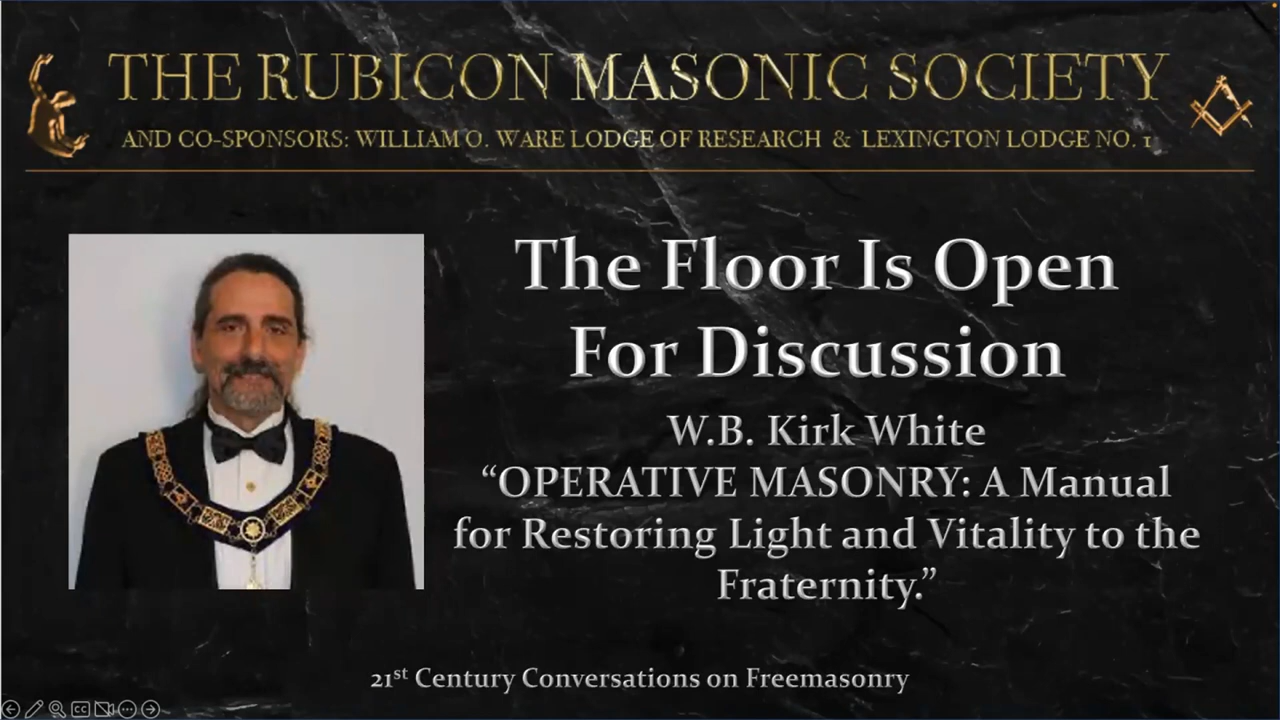 THE RUBICON MASONIC SOCIETY
AND CO-SPONSORS: WILLIAM O. WARE LODGE OF RESEARCH & LEXINGTON LODGE NO. 1
The Floor Is Open
For Discussion
W.B. Kirk White
“OPERATIVE MASONRY: A Manual
for Restoring Light and Vitality to the
Fraternity.”
21st Century Conversations on Freemasonry
CC